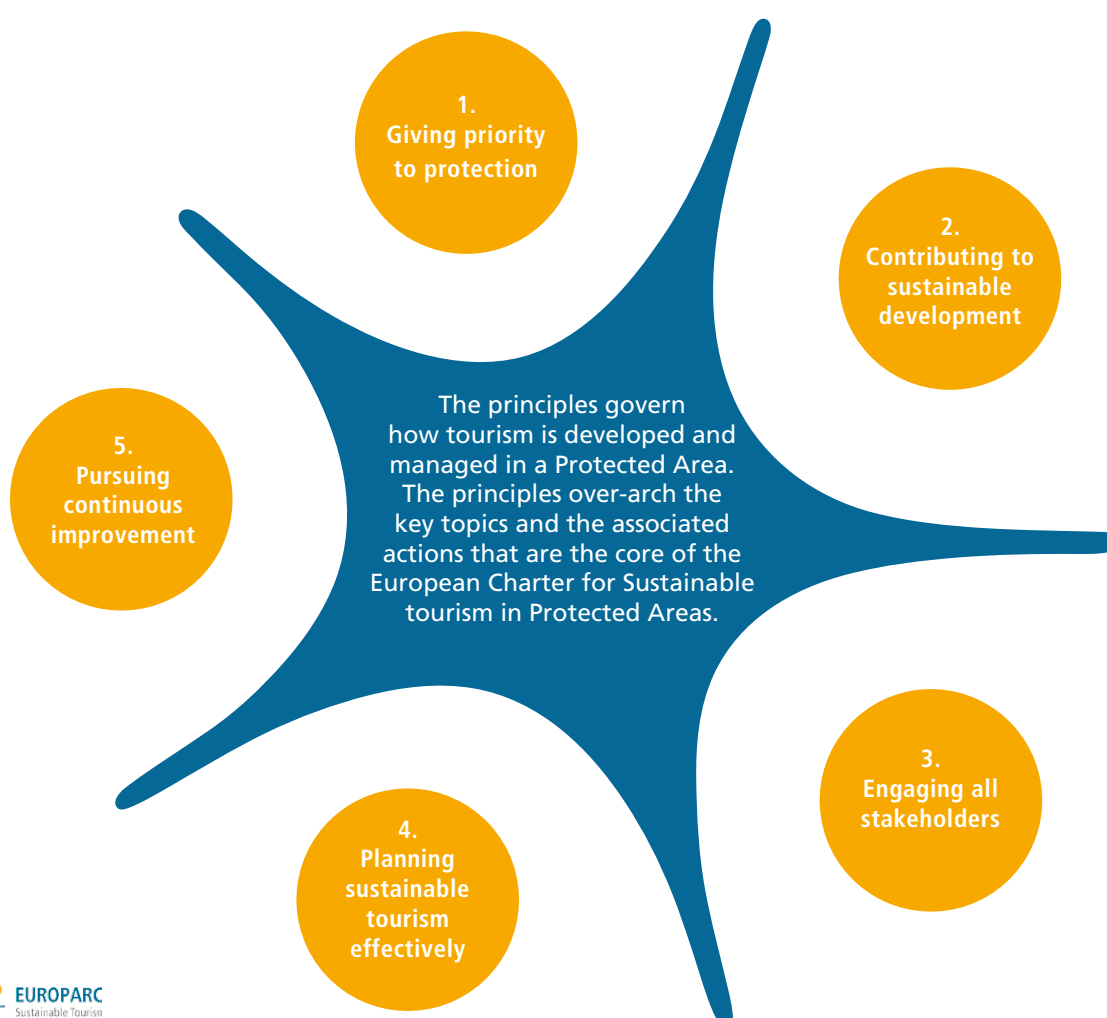 1.
Giving priority
to protection
2.
Contributing to
sustainable
development
The principles govern
how tourism is developed and
managed in a Protected Area.
The principles over-arch the
key topics and the associated
actions that are the core of the
European Charter for Sustainable
tourism in Protected Areas.
5.
Pursuing
continuous
improvement
3.
Engaging all
stakeholders
4.
Planning
sustainable
tourism
effectively
EUROPARC
Sustainable Tourism